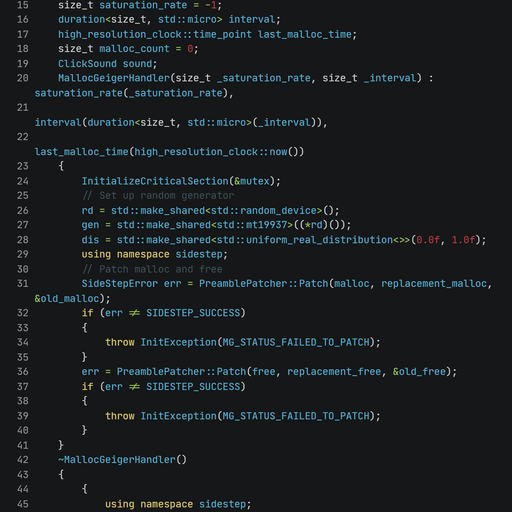 15 size_t saturation_rate = -1;
16 duration<size_t, std::micro> interval;
17 high_resolution_clock::time_point last_malloc_time;
18 size_t malloc_count = 0;
19 ClickSound sound;
20 MallocGeigerHandler(size_t _saturation_rate, size_t _interval) :
saturation_rate(_saturation_rate),
21
interval(duration<size_t, std::micro>(_interval)),
22
last_malloc_time(high_resolution_clock::now())
23 {
24 InitializeCriticalSection(&mutex);
25 // Set up random generator
26 rd = std::make_shared<std::random_device>();
27 gen = std::make_shared<std::mt19937>((*rd)());
28 dis = std::make_shared<std::uniform_real_distribution<>>(0.0f, 1.0f);
29 using namespace sidestep;
30 // Patch malloc and free
31 SideStepError err = PreamblePatcher::Patch(malloc, replacement_malloc,
&old_malloc);
32 if (err != SIDESTEP_SUCCESS)
33 {
34 throw InitException(MG_STATUS_FAILED_TO_PATCH);
35 }
36 err = PreamblePatcher::Patch(free, replacement_free, &old_free);
37 if (err != SIDESTEP_SUCCESS)
38 {
39 throw InitException(MG_STATUS_FAILED_TO_PATCH);
40 }
41 }
42 ~MallocGeigerHandler()
43 {
44 {
45 using namespace sidestep;